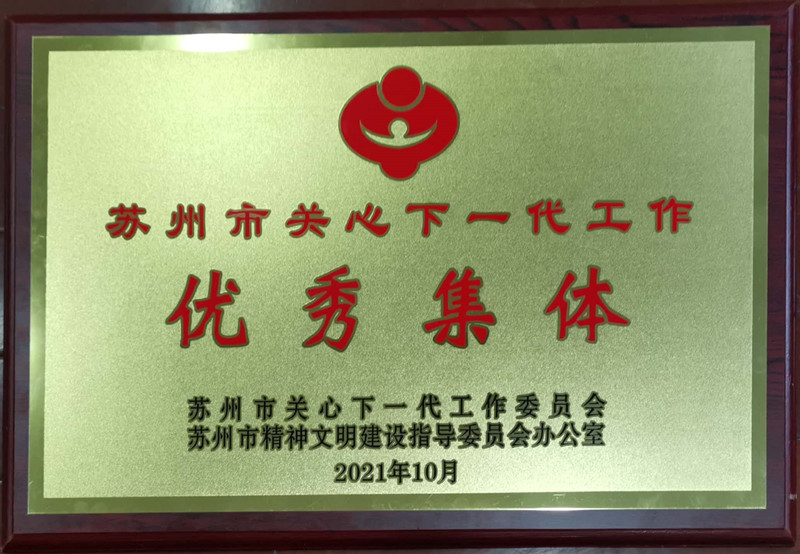 苏州市关心下一代工作
优秀集体
苏州市关心下一代工作委员会
苏州市精神文明建设指导委员会办公室
2021年10月